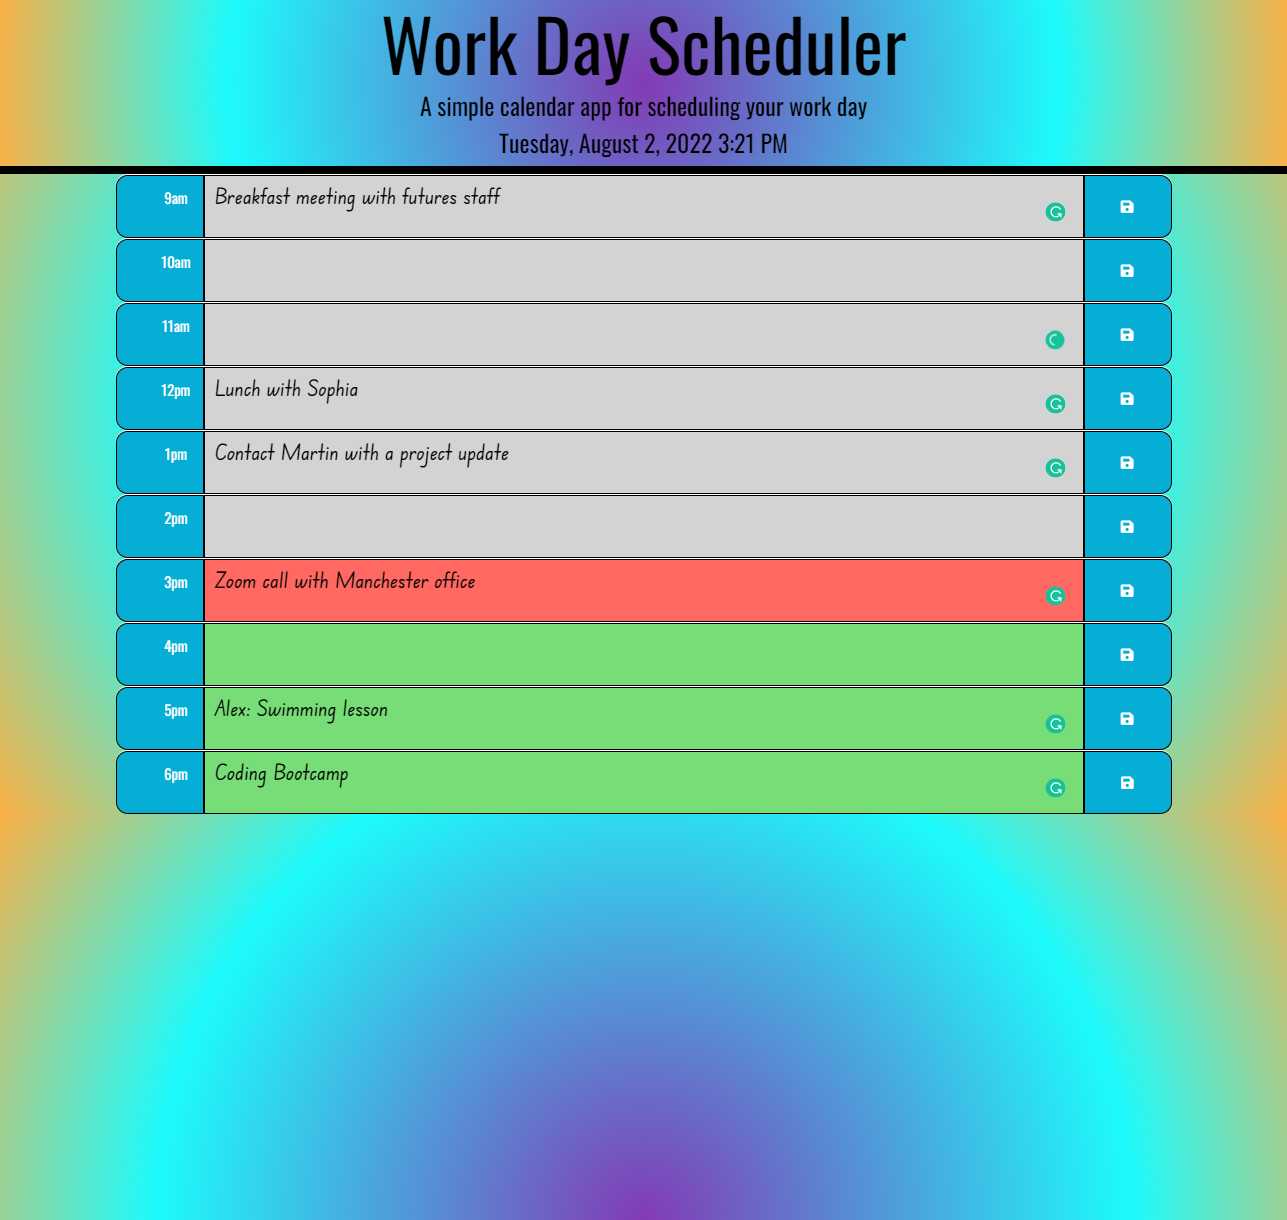 Work Day Scheduler
A simple calendar app for scheduling your work day
Tuesday, August 2, 2022 3:21 PM
9am Breakfast meeting with futures staff
10am
11am
12pm Lunch with Sophia
1pm Contact Martin with a project update
2pm
3pm Zoom call with Manchester office
4pm
5pm Alex: Swimming lesson
6pm Coding Bootcamp